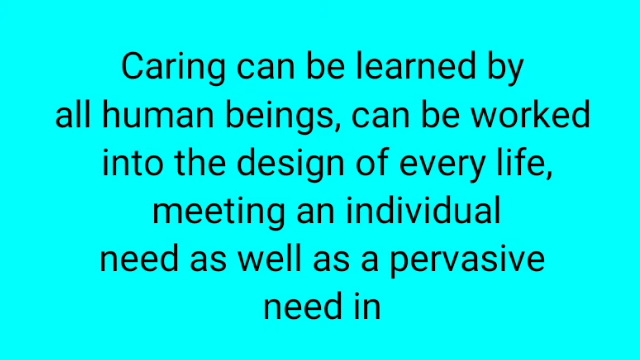 Caring can be learned by
all human beings, can be worked
into the design of every life,
meeting an individual
need as well as a pervasive
need in